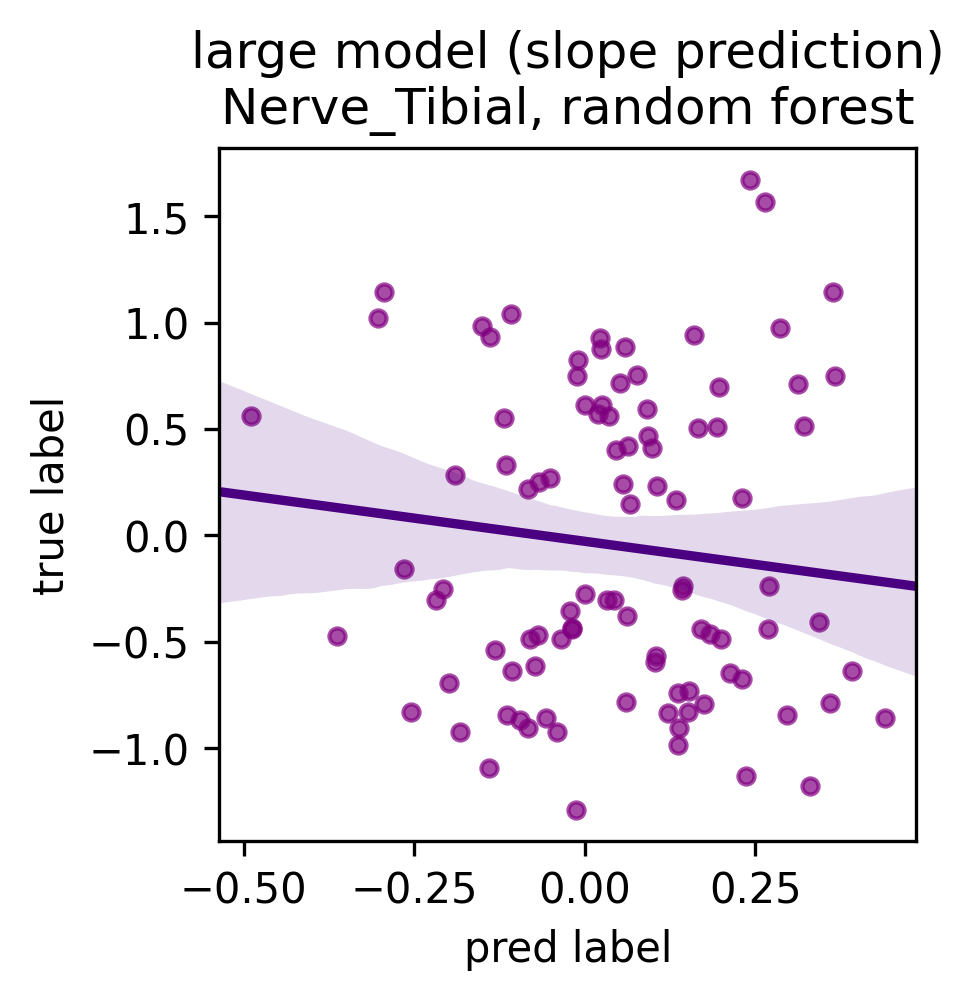 large model (slope prediction)
Nerve_Tibial, random forest
1.5
1.0
0.5
0.0
−0.5
−1.0
true label
−0.50
−0.25
0.00
0.25
pred label